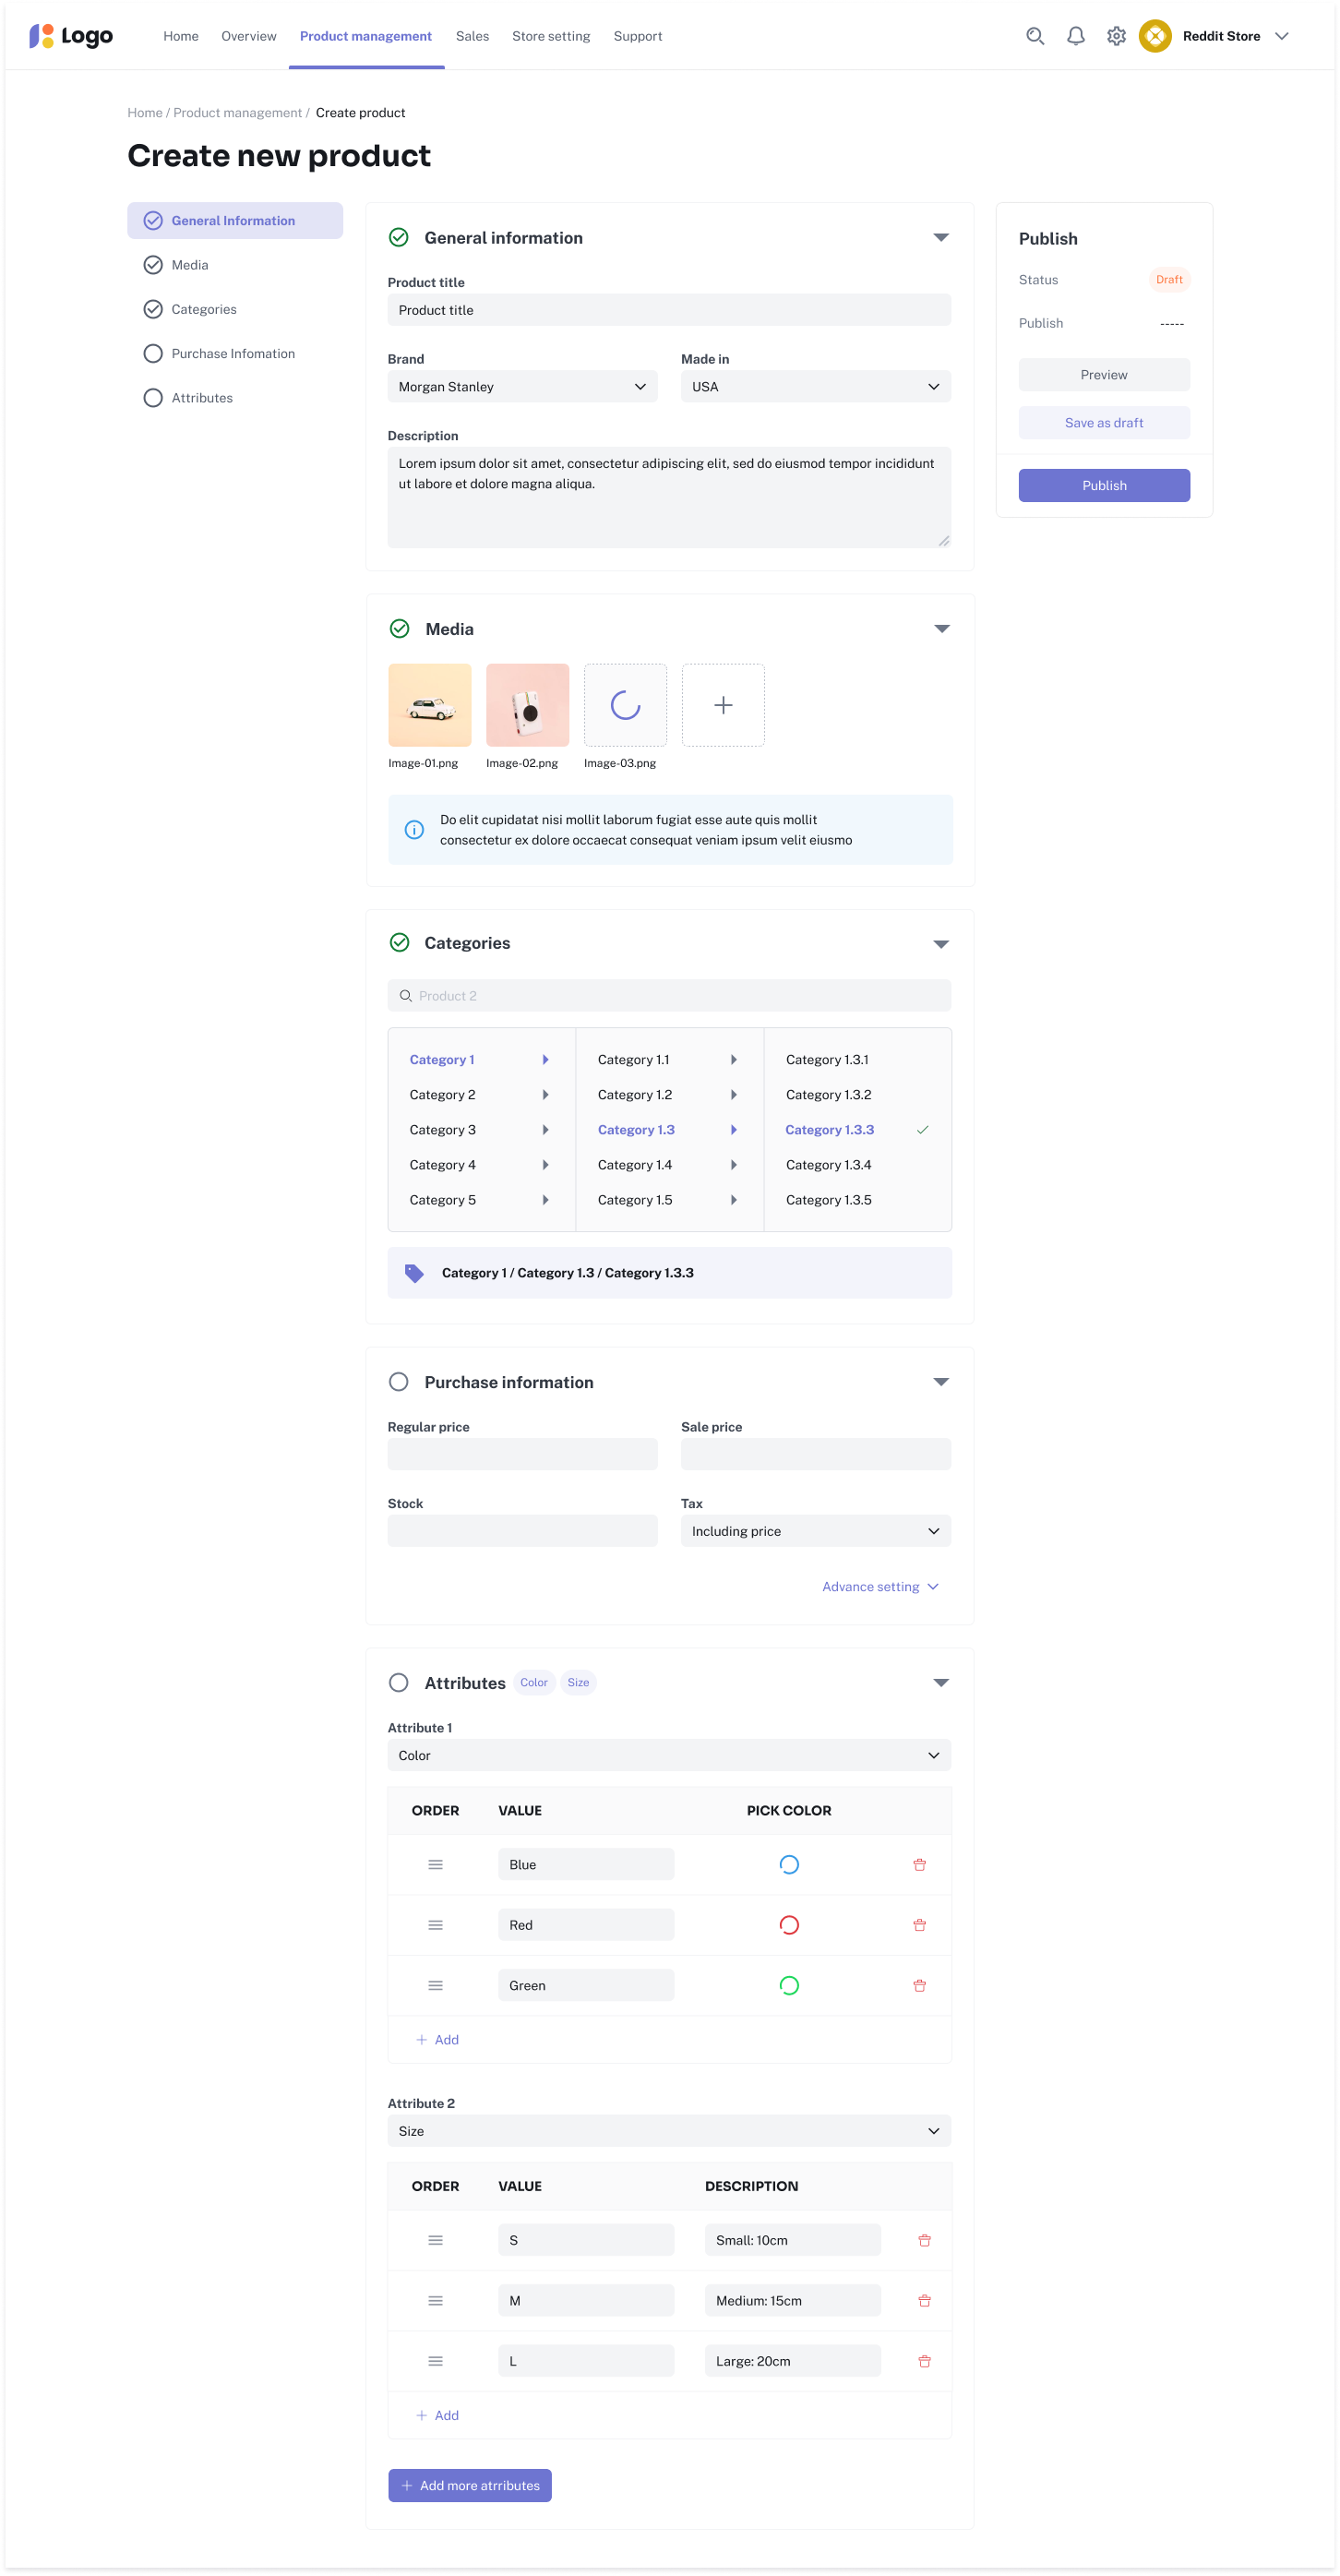 Logo
Home Overview Product management Sales Store setting Support
Reddit Store
Home / Product management / Create product
Create new product
General Information
Media
Categories
Purchase Infomation
Attributes
General information
Product title
Product title
Brand Made in
Morgan Stanley USA
Description
Lorem ipsum dolor sit amet, consectetur adipiscing elit, sed do eiusmod tempor incididunt
ut labore et dolore magna aliqua.
Publish
Status Draft
Publish -----
Preview
Save as draft
Publish
Media
Image-01.png Image-02.png Image-03.png
Do elit cupidatat nisi mollit laborum fugiat esse aute quis mollit
consectetur ex dolore occaecat consequat veniam ipsum velit eiusmo
Categories
Product 2
Category 1 Category 1.1 Category 1.3.1
Category 2 Category 1.2 Category 1.3.2
Category 3 Category 1.3 Category 1.3.3
Category 4 Category 1.4 Category 1.3.4
Category 5 Category 1.5 Category 1.3.5
Category 1 / Category 1.3 / Category 1.3.3
Purchase information
Regular price Sale price
Stock Tax
Including price
Advance setting
Attributes Color Size
Attribute 1
Color
ORDER VALUE PICK COLOR
Blue
Red
Green
+ Add
Attribute 2
Size
ORDER VALUE DESCRIPTION
S Small: 10cm
M Medium: 15cm
L Large: 20cm
+ Add
+ Add more atrributes